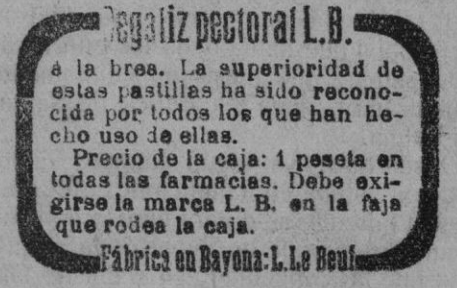 Regaliz pectoral L. B.
á la brea. La superioridad de
estas pastillas ha sido recono-
cida por todos los que han he-
cho uso de ellas.
Precio de la caja: 1 peseta en
todas las farmacias. Debe exi-
girse la marca L. B. en la faja
que rodea la caja.
Fábrica en Bayona: L. Le Beuf